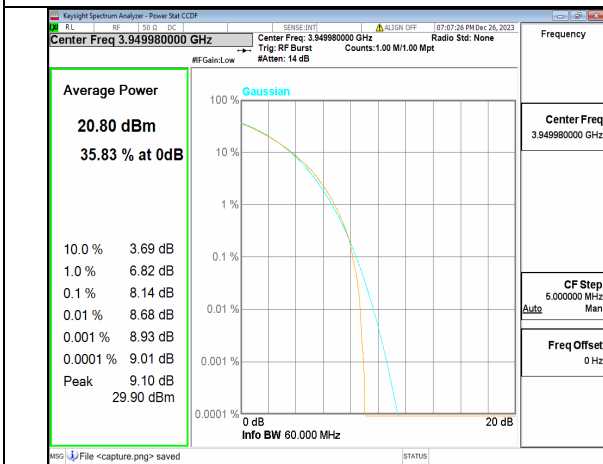 Keysight Spectrum Analyzer - Power Stat CCDF
RL RF 50 Ω DC SENSE:INT ALIGN OFF 07:07:26 PM Dec 26, 2023
Center Freq 3.949980000 GHz
Center Freq: 3.949980000 GHz Radio Std: None
Trig: RF Burst Counts:1.00 M/1.00 Mpt
#IFGain:Low #Atten: 14 dB
Frequency
Average Power
20.80 dBm
35.83 % at 0dB
10.0 % 3.69 dB
1.0 % 6.82 dB
0.1 % 8.14 dB
0.01 % 8.68 dB
0.001 % 8.93 dB
0.0001 % 9.01 dB
Peak 9.10 dB
29.90 dBm
Gaussian
100 %
10 %
1 %
0.1 %
0.01 %
0.001 %
0.0001 %
0 dB 20 dB
Info BW 60.000 MHz
Center Freq
3.949980000 GHz
CF Step
5.000000 MHz
Auto Man
Freq Offset
0 Hz
MSG File <capture.png> saved STATUS